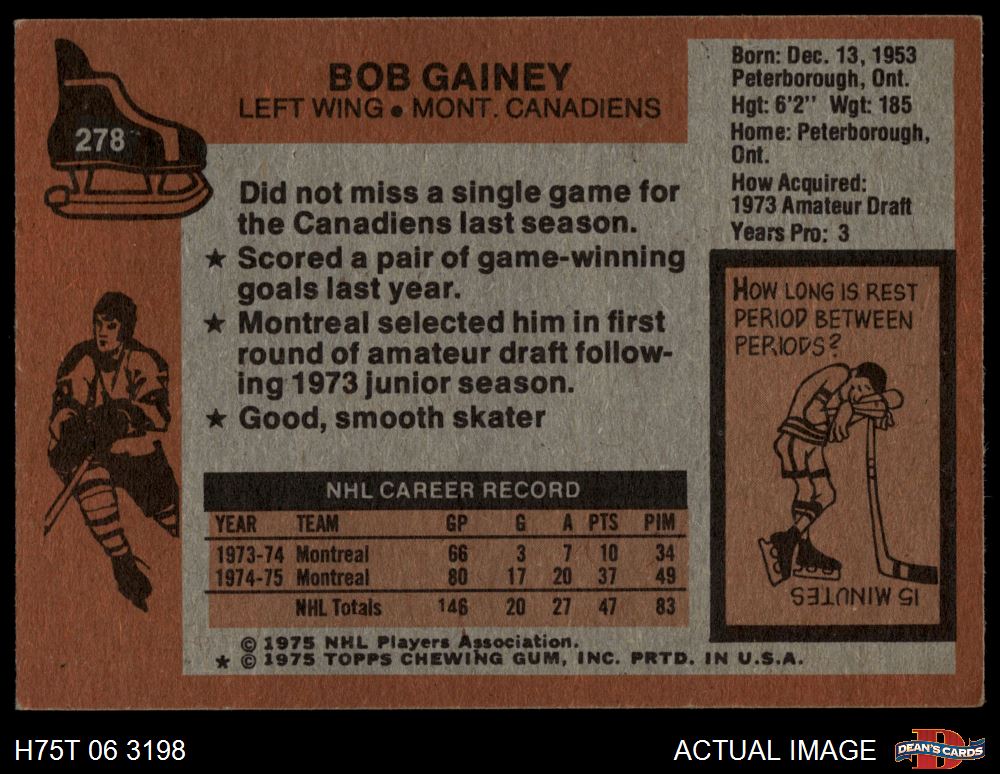 278
BOB GAINEY
LEFT WING • MONT. CANADIENS
Born: Dec. 13, 1953
Peterborough, Ont.
Hgt: 6'2" Wgt: 185
Home: Peterborough,
Ont.
How Acquired:
1973 Amateur Draft
Years Pro: 3
Did not miss a single game for
the Canadiens last season.
★ Scored a pair of game-winning
goals last year.
★ Montreal selected him in first
round of amateur draft follow-
ing 1973 junior season.
★ Good, smooth skater
HOW LONG IS REST
PERIOD BETWEEN
PERIODS?
15 MINUTES
NHL CAREER RECORD
YEAR TEAM GP G A PTS PIM
1973-74 Montreal 66 3 7 10 34
1974-75 Montreal 80 17 20 37 49
NHL Totals 146 20 27 47 83
© 1975 NHL Players Association.
★ © 1975 TOPPS CHEWING GUM, INC. PRTD. IN U.S.A.
H75T 06 3198
ACTUAL IMAGE
D
DEAN'S CARDS